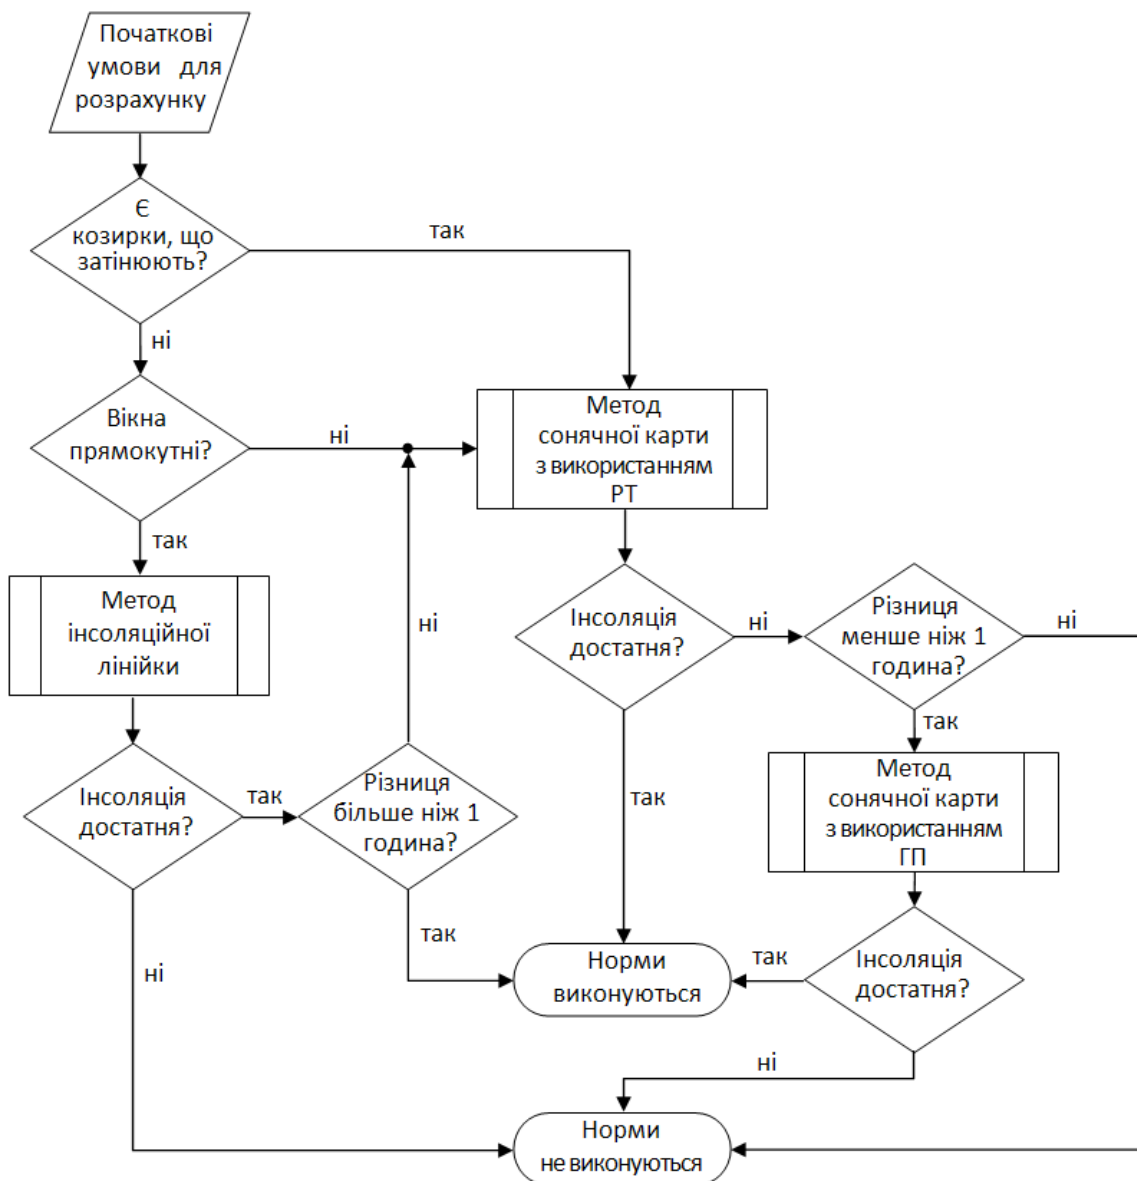 Початкові
умови для
розрахунку
Є
козирки, що
затінюють?
так
ні
Вікна
прямокутні?
ні
так
Метод
сонячної карти
з використанням
РТ
Метод
інсоляційної
лінійки
ні
Інсоляція
достатня?
ні
Різниця
менше ніж 1
година?
ні
так
так
Інсоляція
достатня?
так
Різниця
більше ніж 1
година?
Метод
сонячної карти
з використанням
ГП
так
ні
Норми
виконуються
так
Інсоляція
достатня?
ні
Норми
не виконуються